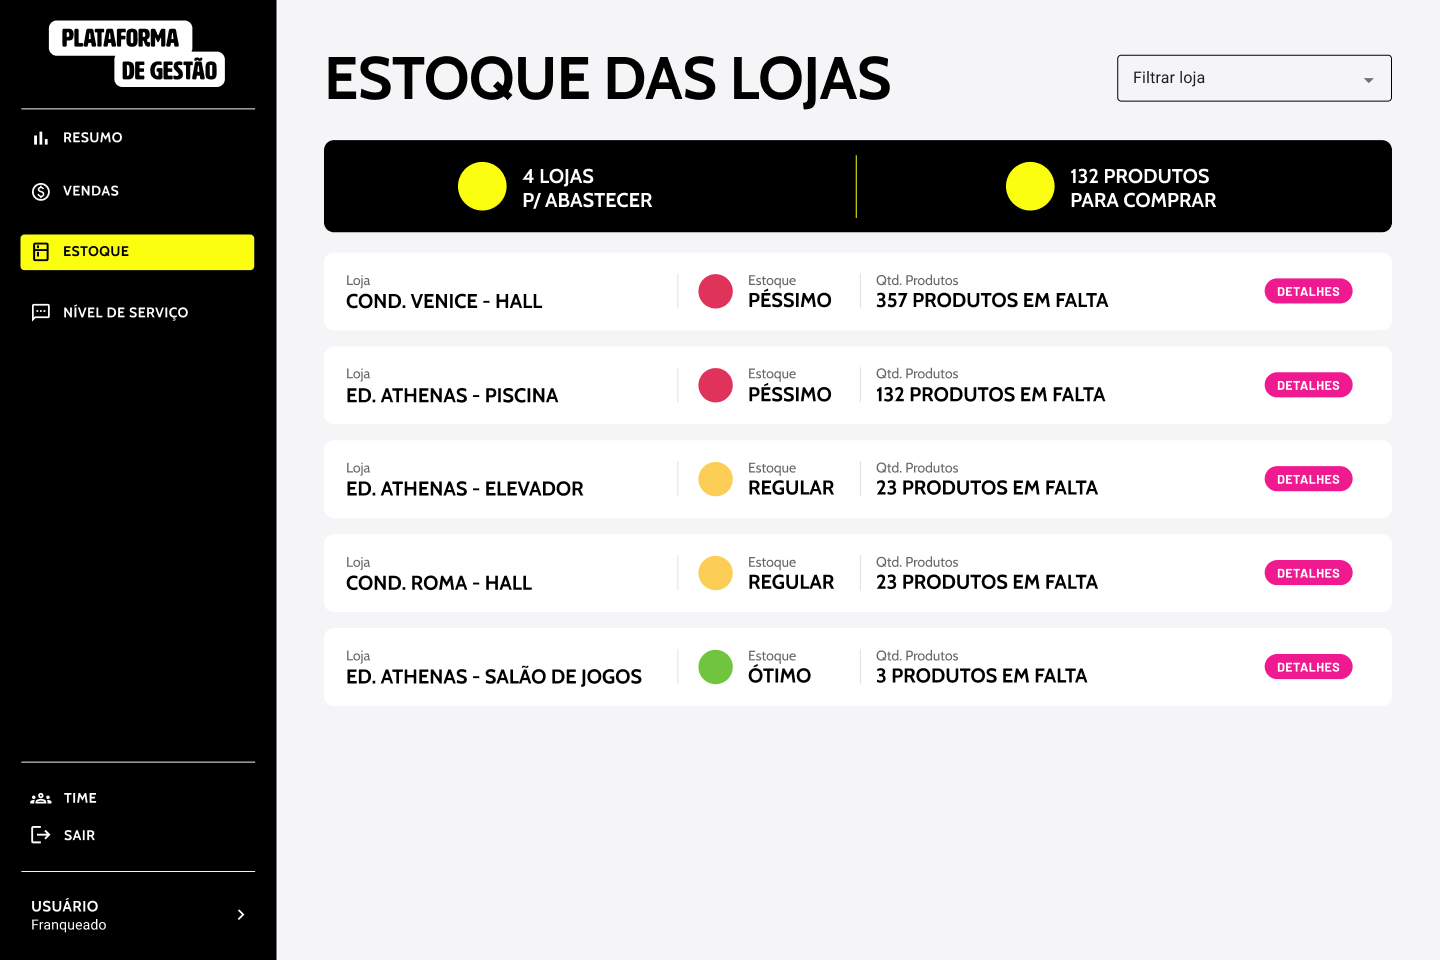 PLATAFORMA
DE GESTÃO
RESUMO
VENDAS
ESTOQUE
NÍVEL DE SERVIÇO
TIME
SAIR
USUÁRIO
Franqueado
ESTOQUE DAS LOJAS
Filtrar loja
4 LOJAS
P/ ABASTECER
132 PRODUTOS
PARA COMPRAR
Loja
COND. VENICE - HALL
Estoque
PÉSSIMO
Qtd. Produtos
357 PRODUTOS EM FALTA
DETALHES
Loja
ED. ATHENAS - PISCINA
Estoque
PÉSSIMO
Qtd. Produtos
132 PRODUTOS EM FALTA
DETALHES
Loja
ED. ATHENAS - ELEVADOR
Estoque
REGULAR
Qtd. Produtos
23 PRODUTOS EM FALTA
DETALHES
Loja
COND. ROMA - HALL
Estoque
REGULAR
Qtd. Produtos
23 PRODUTOS EM FALTA
DETALHES
Loja
ED. ATHENAS - SALÃO DE JOGOS
Estoque
ÓTIMO
Qtd. Produtos
3 PRODUTOS EM FALTA
DETALHES